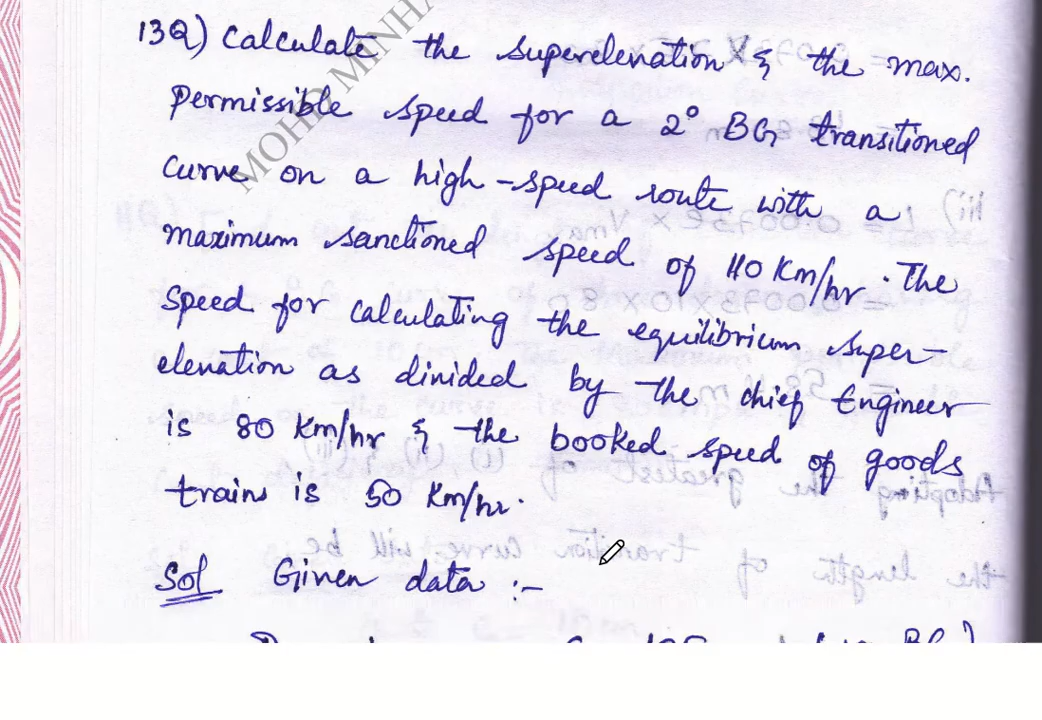 13Q) Calculate the superelevation & the max.
Permissible speed for a 2° BG transitioned
Curve on a high-speed route with a
maximum sanctioned speed of 110 Km/hr. The
speed for calculating the equilibrium super-
elevation as divided by the chief Engineer
is 80 Km/hr & the booked speed of goods
trains is 50 Km/hr.
Sol Given data :-
MOHD MINHA